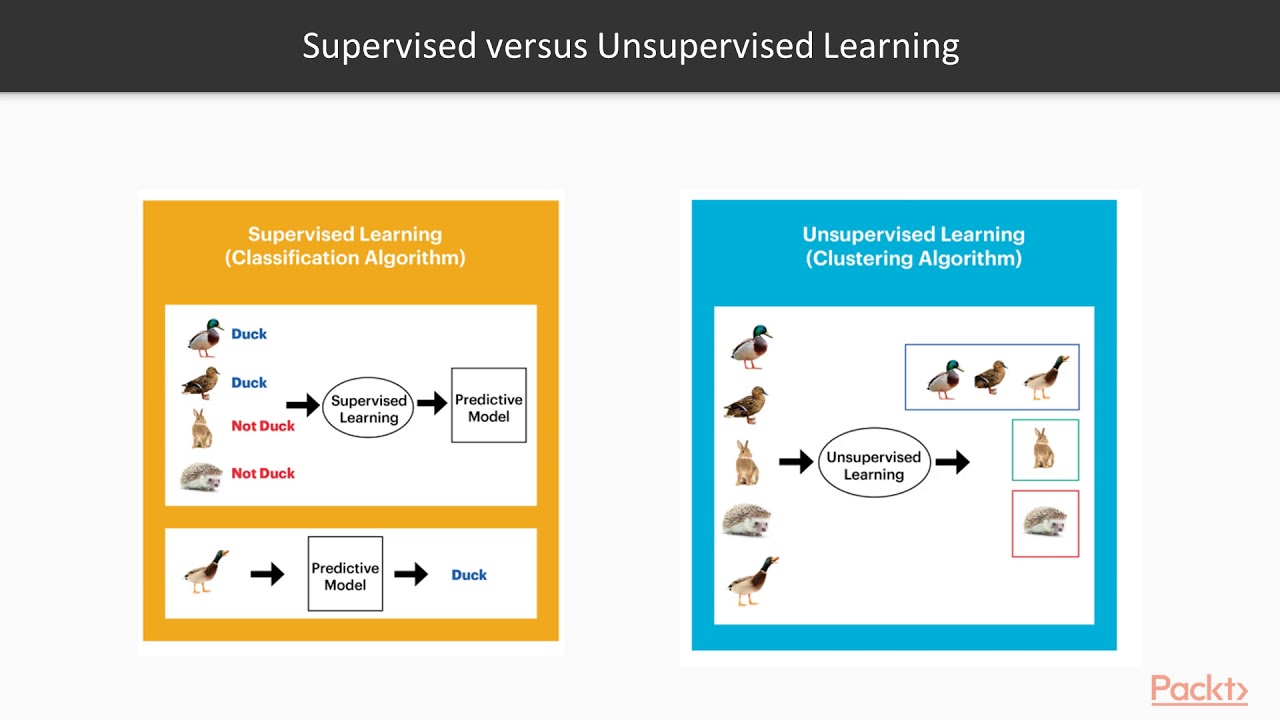 Supervised versus Unsupervised Learning
Supervised Learning
(Classification Algorithm)
Duck
Duck
Not Duck
Not Duck
Supervised
Learning
Predictive
Model
Predictive
Model
Duck
Unsupervised Learning
(Clustering Algorithm)
Unsupervised
Learning
Packt>